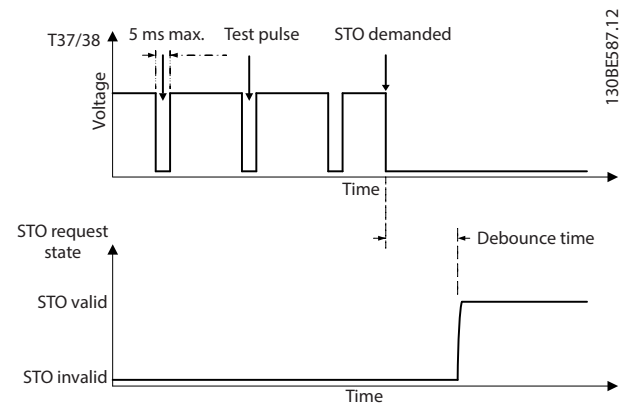 T37/38
5 ms max.
Test pulse
STO demanded
130BE587.12
Voltage
Time
STO request
state
Debounce time
STO valid
STO invalid
Time